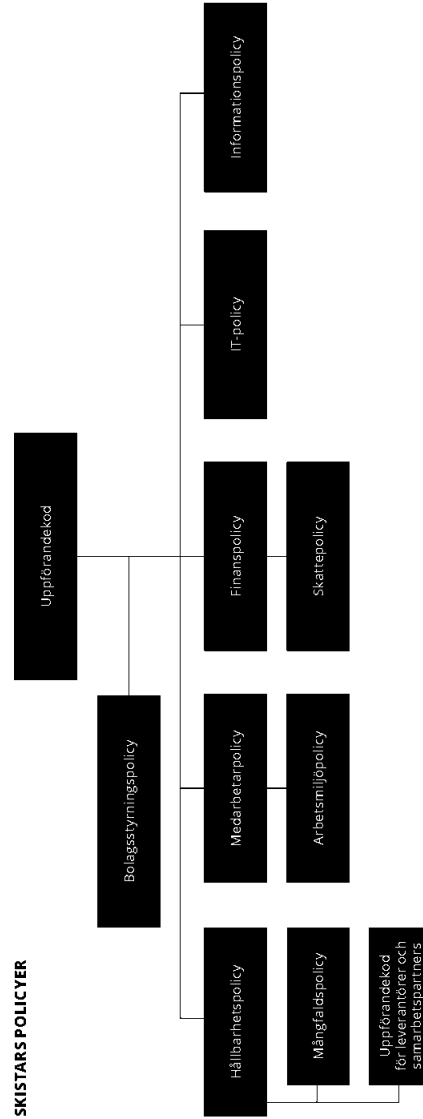 SKISTARS POLICYER
Uppförandekod
Bolagsstyrningspolicy
Hållbarhetspolicy
Medarbetarpolicy
Finanspolicy
IT-policy
Informationspolicy
Mångfaldspolicy
Arbetsmiljöpolicy
Skattepolicy
Uppförandekod
för leverantörer och
samarbetspartners